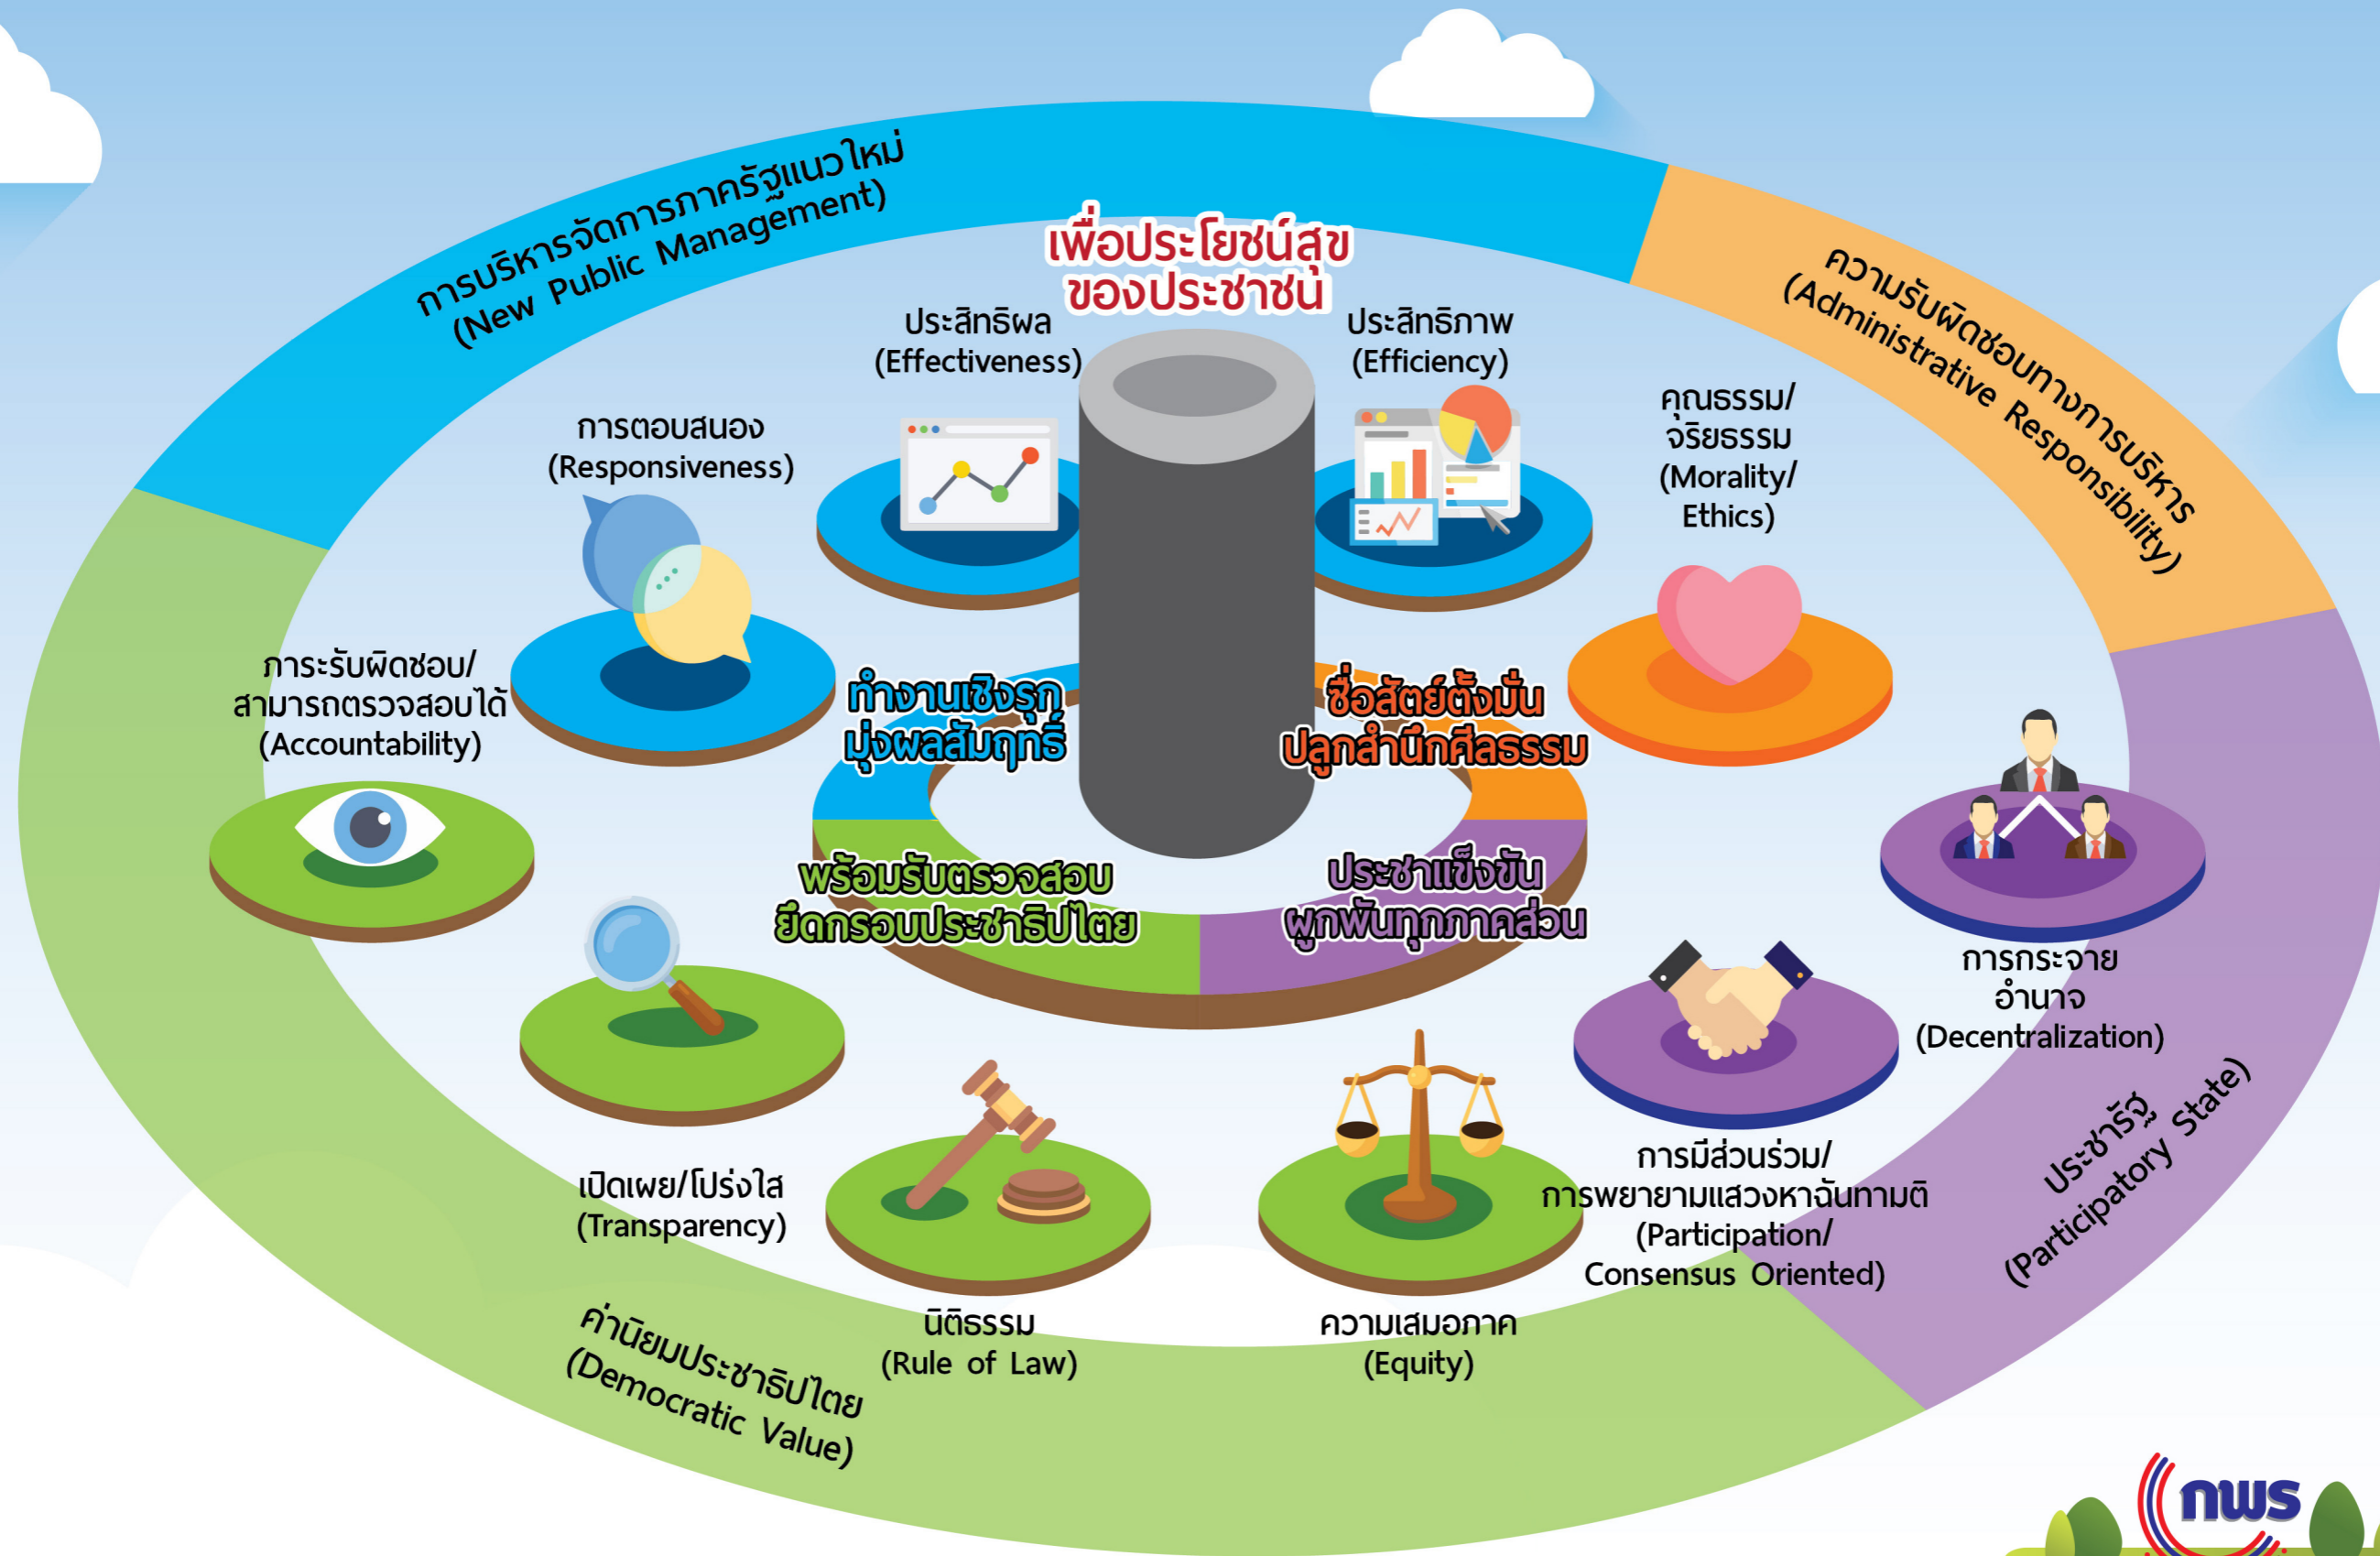 การบริหารจัดการภาครัฐแนวใหม่
(New Public Management)
เพื่อประโยชน์สุข
ของประชาชน
ความรับผิดชอบทางการบริหาร
(Administrative Responsibility)
ประสิทธิผล
(Effectiveness)
ประสิทธิภาพ
(Efficiency)
คุณธรรม/
จริยธรรม
(Morality/
Ethics)
การตอบสนอง
(Responsiveness)
ภาระรับผิดชอบ/
สามารถตรวจสอบได้
(Accountability)
ทำงานเชิงรุก
มุ่งผลสัมฤทธิ์
ซื่อสัตย์ตั้งมั่น
ปลูกสำนึกศีลธรรม
พร้อมรับตรวจสอบ
ยึดกรอบประชาธิปไตย
ประชาแข็งขัน
ผูกพันทุกภาคส่วน
การกระจาย
อำนาจ
(Decentralization)
เปิดเผย/โปร่งใส
(Transparency)
นิติธรรม
(Rule of Law)
ความเสมอภาค
(Equity)
การมีส่วนร่วม/
การพยายามแสวงหาฉันทามติ
(Participation/
Consensus Oriented)
ประชารัฐ
(Participatory State)
ค่านิยมประชาธิปไตย
(Democratic Value)
กพร